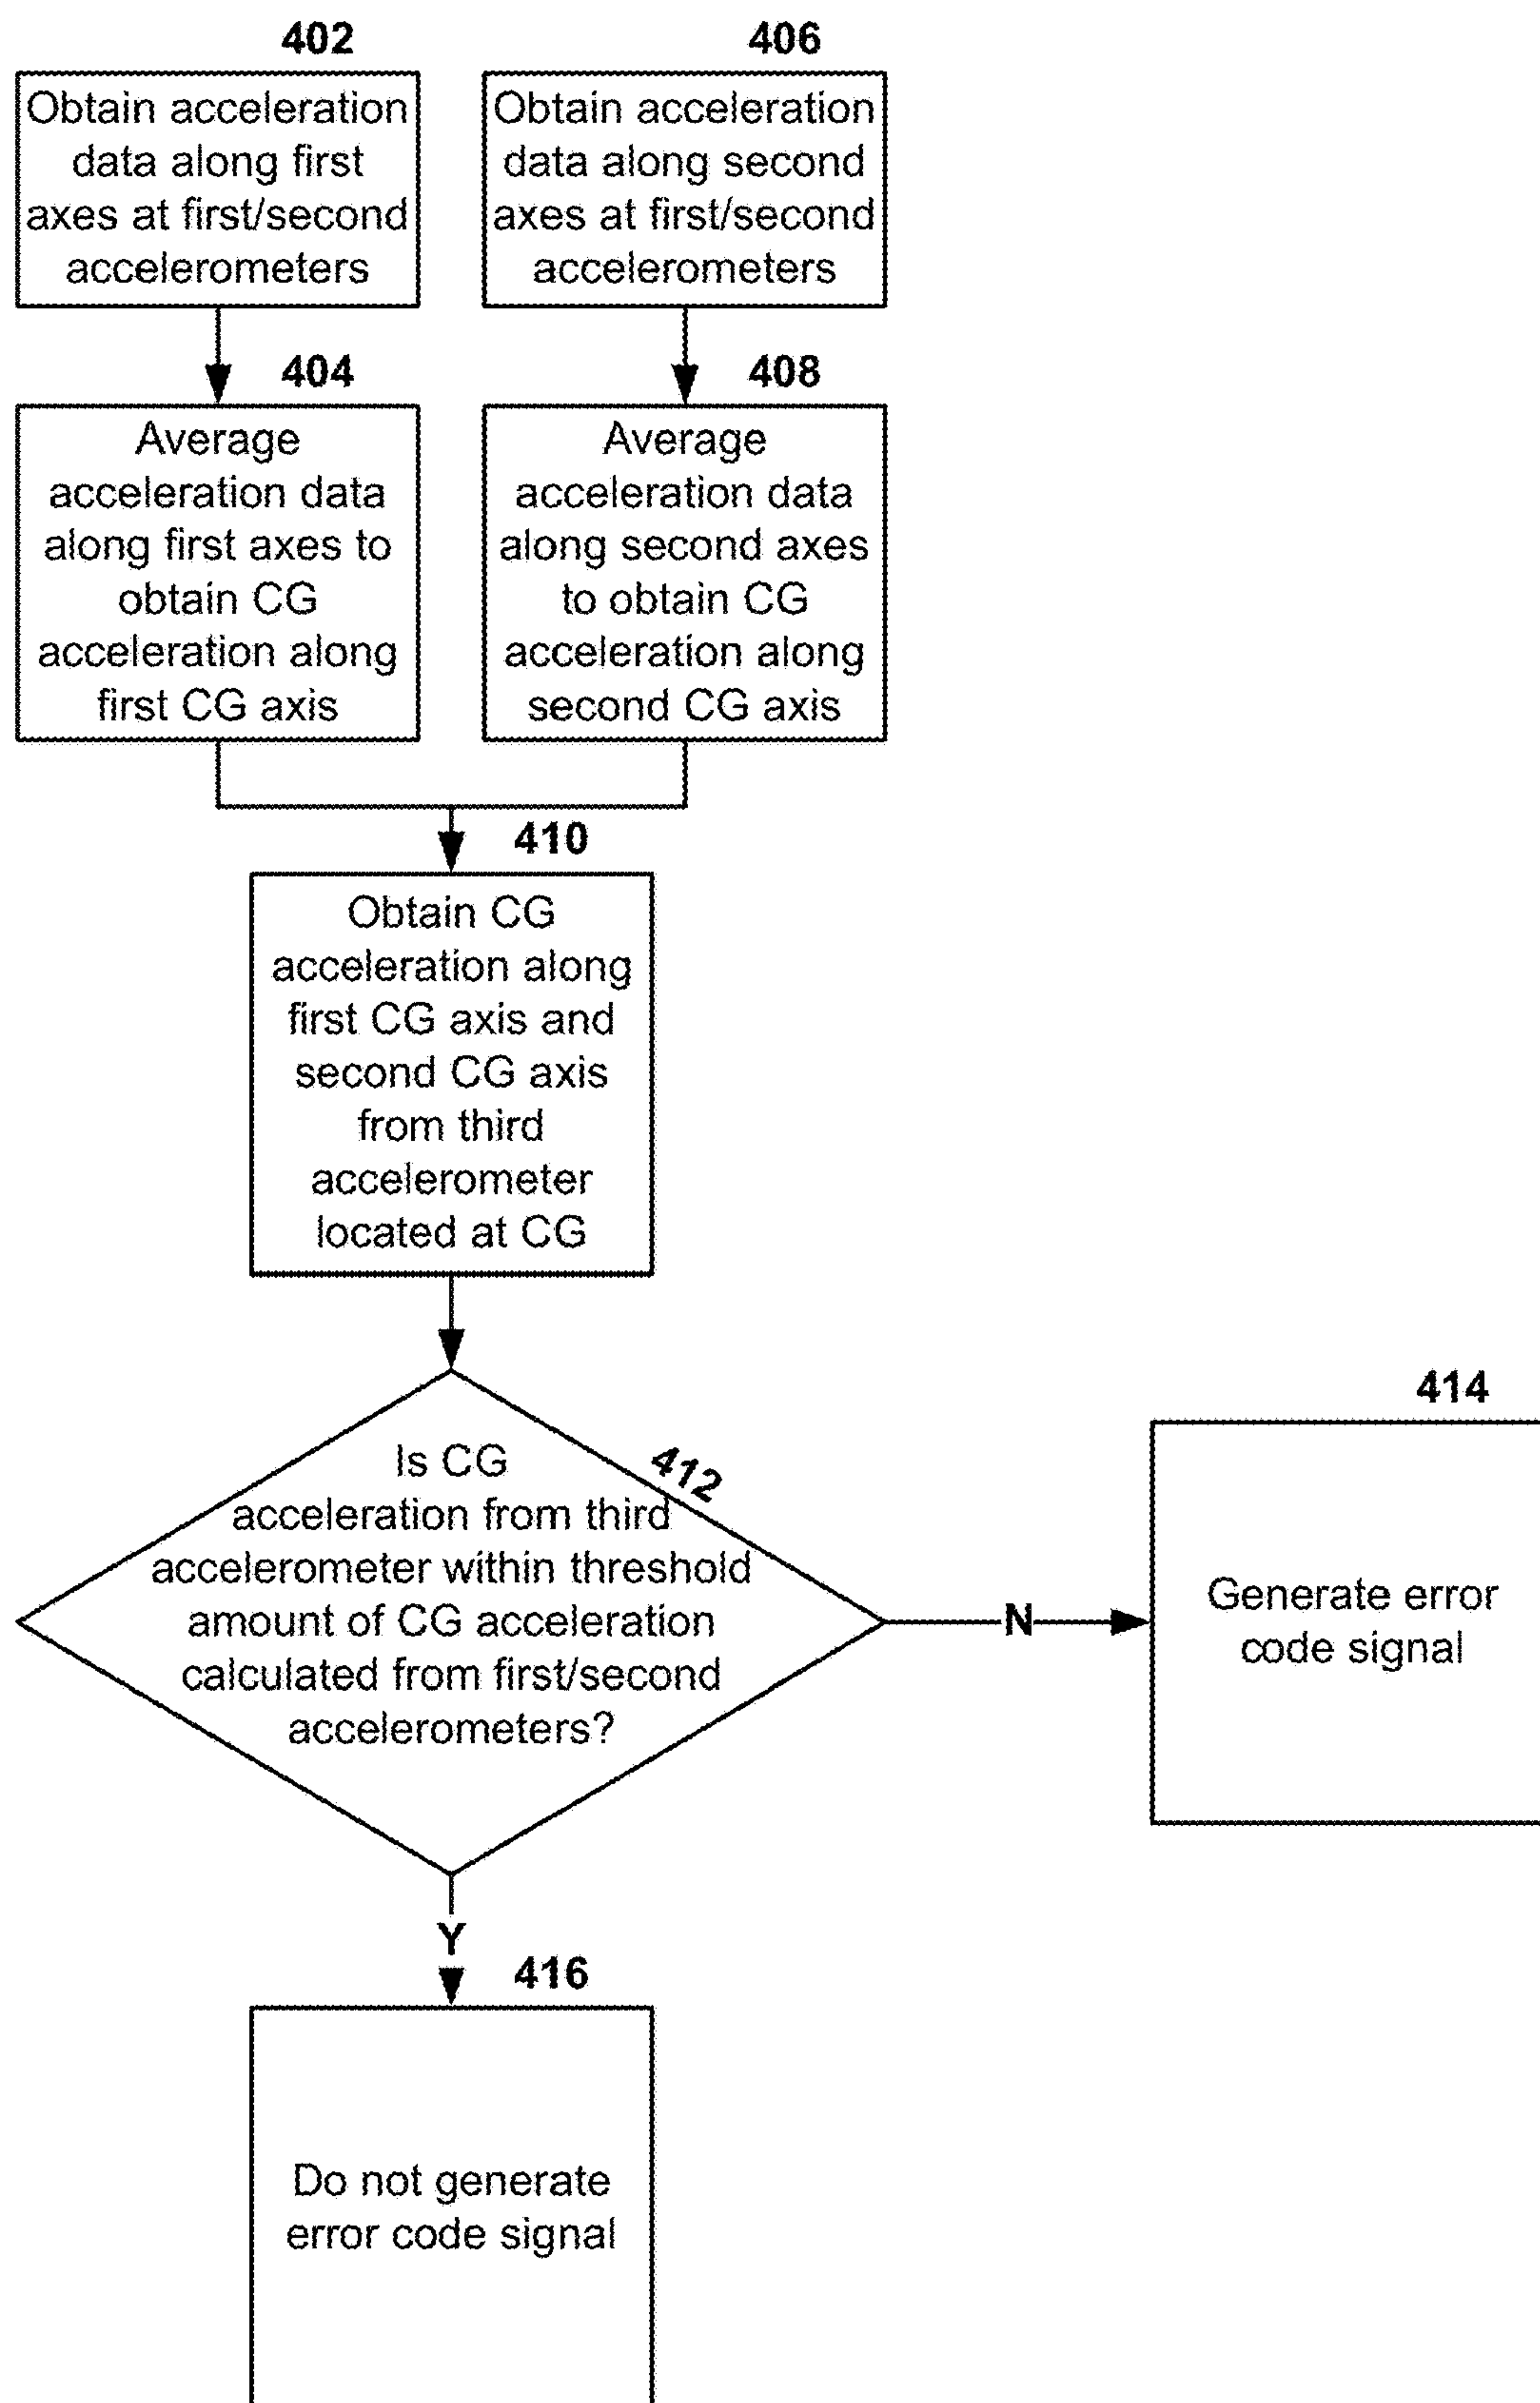 402
Obtain acceleration
data along first
axes at first/second
accelerometers
406
Obtain acceleration
data along second
axes at first/second
accelerometers
404
Average
acceleration data
along first axes to
obtain CG
acceleration along
first CG axis
408
Average
acceleration data
along second axes
to obtain CG
acceleration along
second CG axis
410
Obtain CG
acceleration along
first CG axis and
second CG axis
from third
accelerometer
located at CG
412
Is CG
acceleration from third
accelerometer within threshold
amount of CG acceleration
calculated from first/second
accelerometers?
N
414
Generate error
code signal
Y
416
Do not generate
error code signal